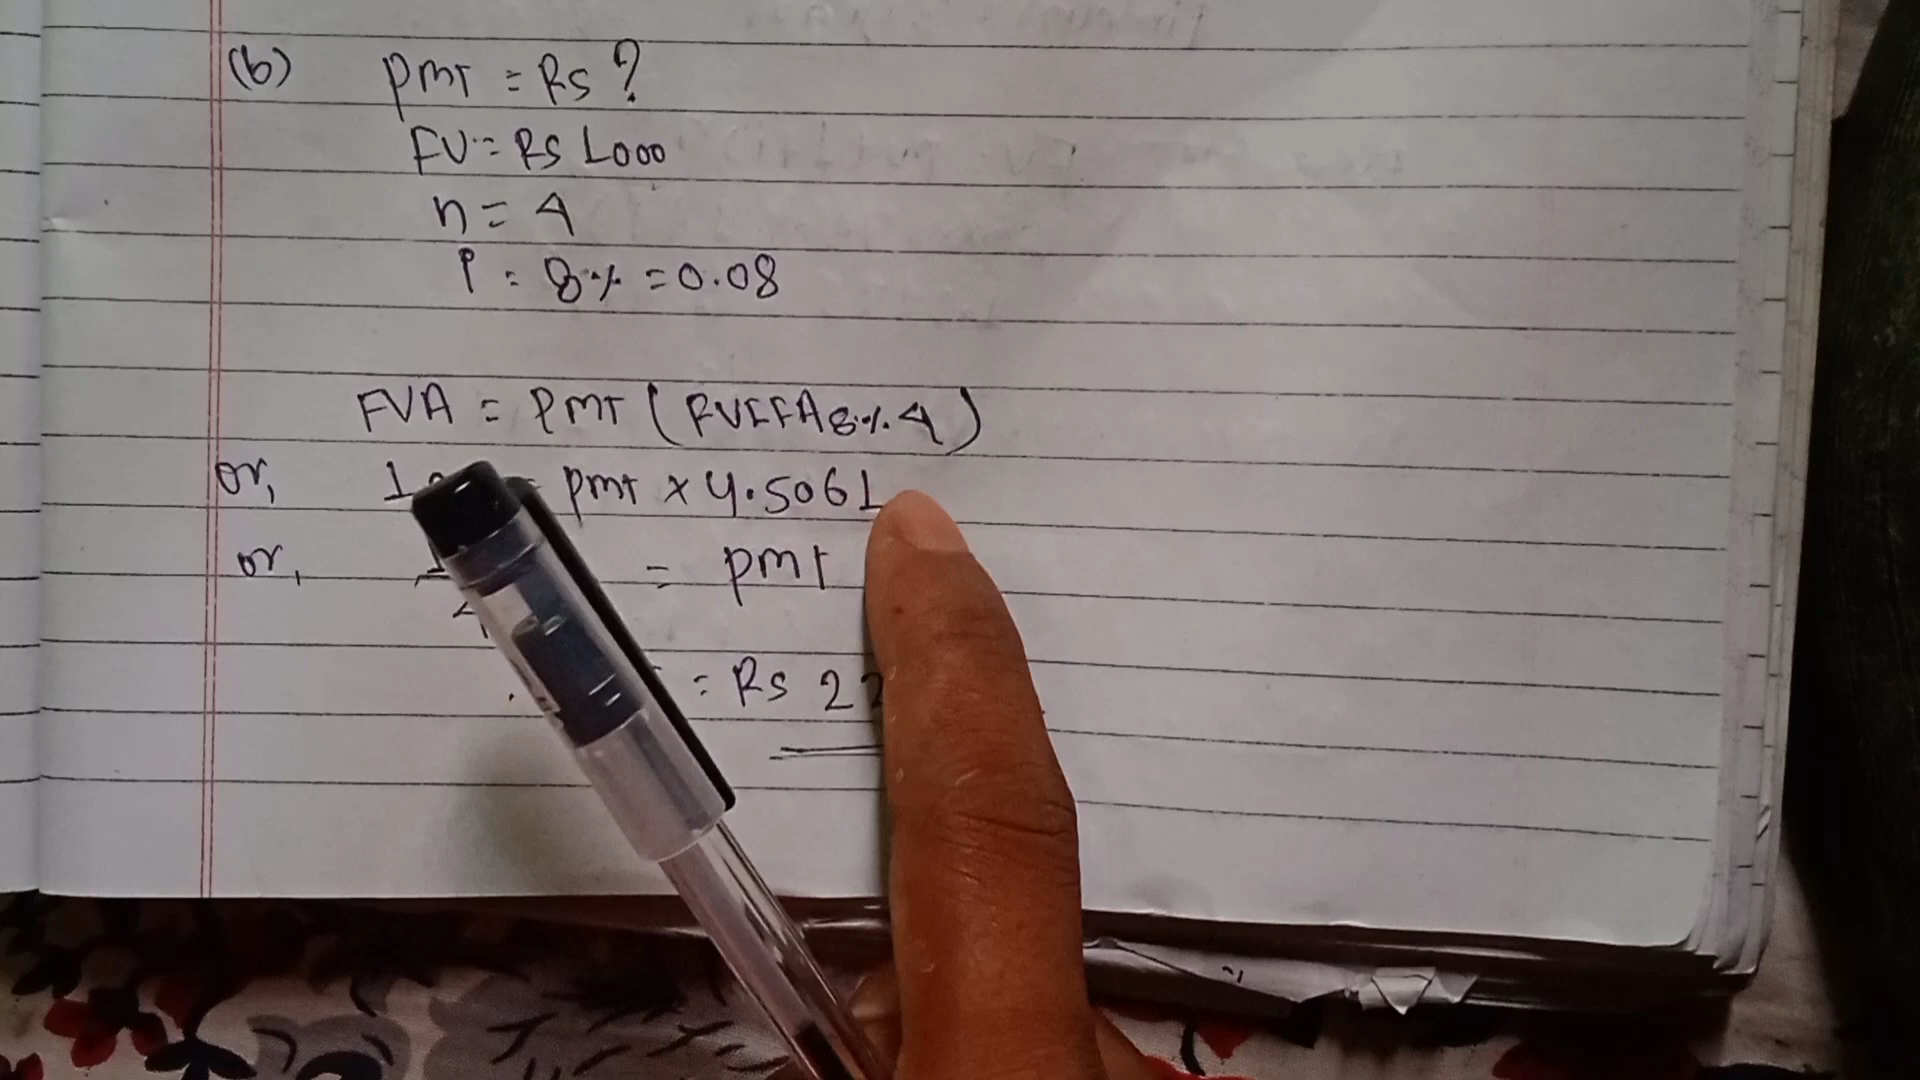 (b) PMT = Rs ?
FV = Rs 1000
n = 4
i = 8% = 0.08
FVA = PMT (FVIFA8%.4)
or, = PMT × 4.5061
or, = PMT
= Rs